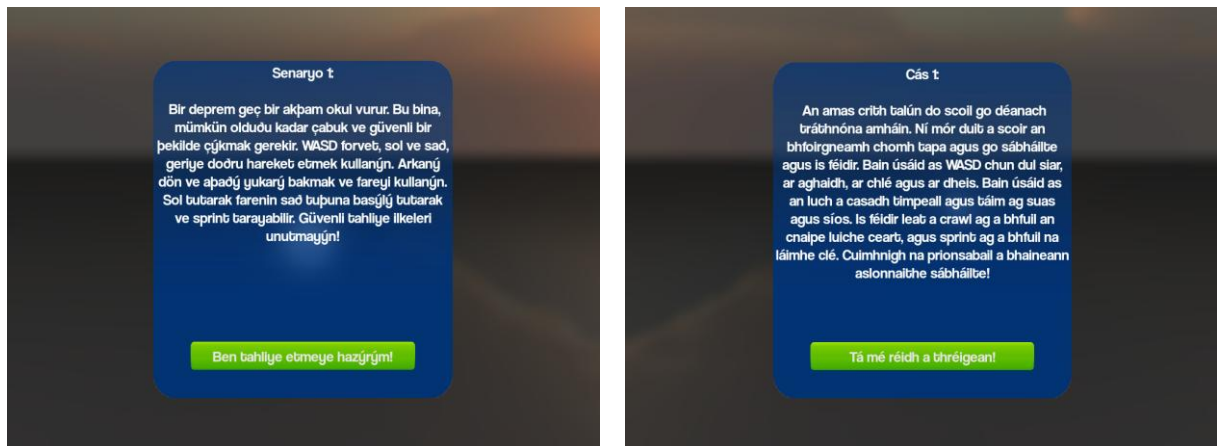 Senaryo 1:
Bir deprem geç bir akþam okul vurur. Bu bina,
mümkün olduðu kadar çabuk ve güvenli bir
þekilde çýkmak gerekir. WASD forvet, sol ve sað,
geriye doðru hareket etmek kullanýn. Arkaný
dön ve aþaðý yukarý bakmak ve fareyi kullanýn.
Sol tutarak farenin sað tuþuna basýlý tutarak
ve sprint tarayabilir. Güvenli tahliye ilkeleri
unutmayýn!
Ben tahliye etmeye hazýrým!
Cás 1:
An amas crith talún do scoil go déanach
tráthnóna amháin. Ní mór duit a scoir an
bhfoirgneamh chomh tapa agus go sábháilte
agus is féidir. Bain úsáid as WASD chun dul siar,
ar aghaidh, ar chlé agus ar dheis. Bain úsáid as
an luch a casadh timpeall agus táim ag suas
agus síos. Is féidir leat a crawl ag a bhfuil an
cnaipe luiche ceart, agus sprint ag a bhfuil na
láimhe clé. Cuimhnigh na prionsabail a bhaineann
aslonnaithe sábháilte!
Tá mé réidh a thréigean!